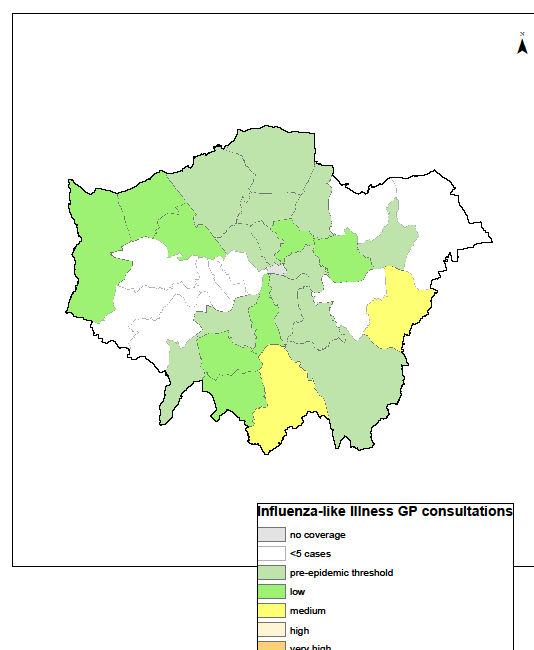 N
Influenza-like Illness GP consultations
no coverage
<5 cases
pre-epidemic threshold
low
medium
high
very high